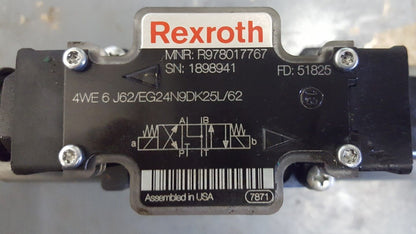 Rexroth
MNR: R978017767
SN: 1898941
FD: 51825
4WE 6 J62/EG24N9DK25L/62
A B
a b
P T
Assembled in USA
7871